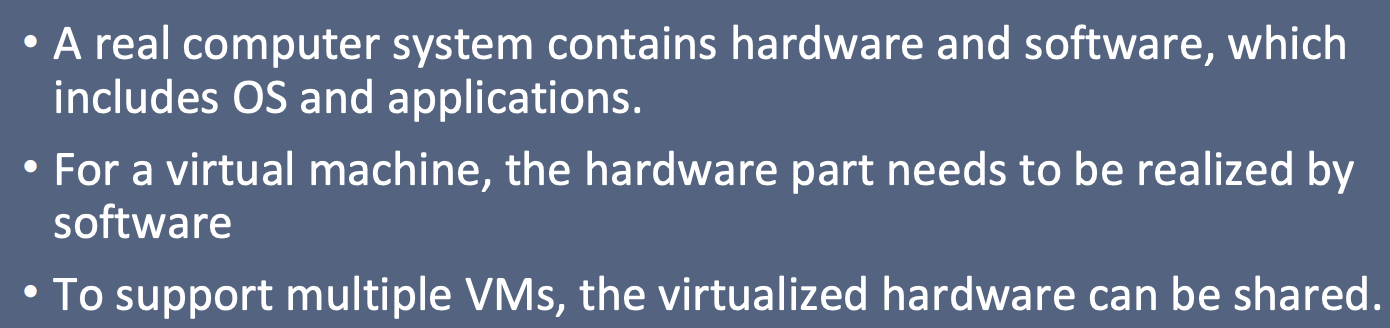 • A real computer system contains hardware and software, which
includes OS and applications.
• For a virtual machine, the hardware part needs to be realized by
software
• To support multiple VMs, the virtualized hardware can be shared.